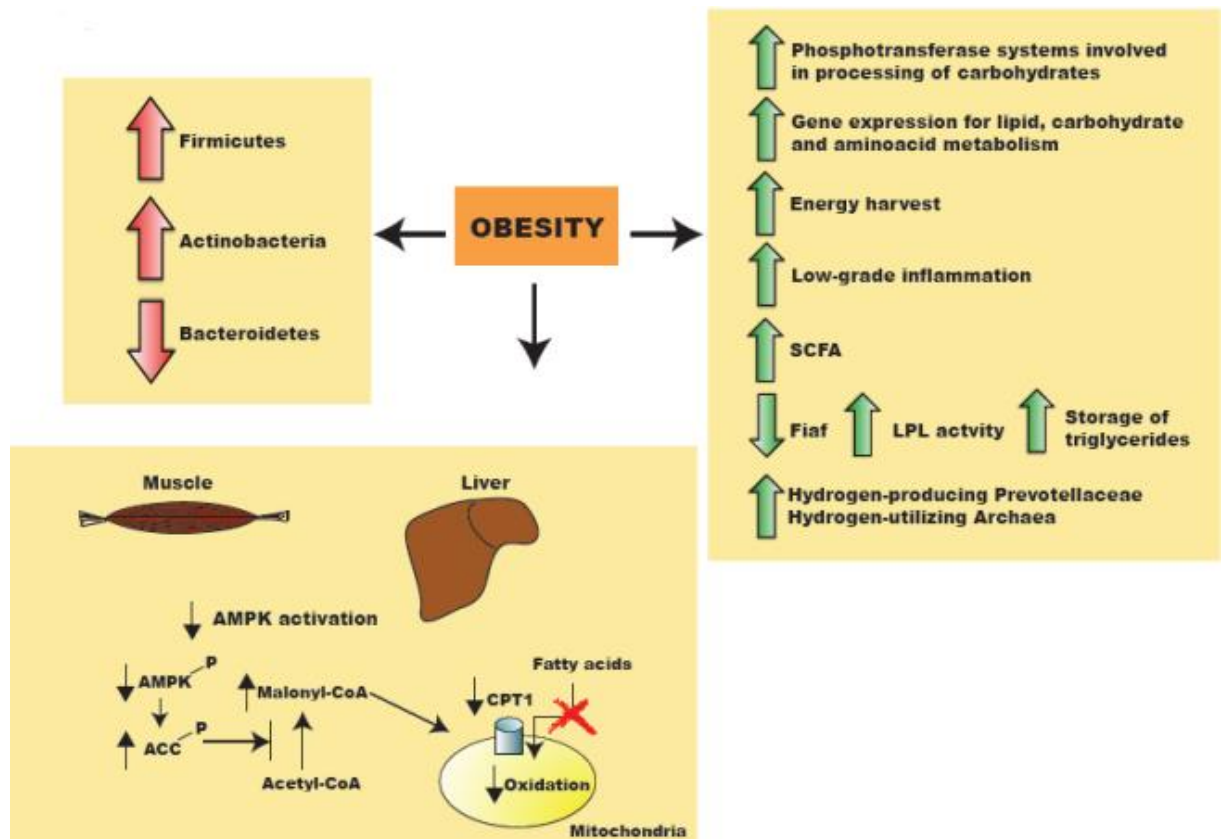 Firmicutes
Actinobacteria
Bacteroidetes
OBESITY
Phosphotransferase systems involved
in processing of carbohydrates
Gene expression for lipid, carbohydrate
and aminoacid metabolism
Energy harvest
Low-grade inflammation
SCFA
Fiaf
LPL actvity
Storage of
triglycerides
Hydrogen-producing Prevotellaceae
Hydrogen-utilizing Archaea
Muscle
Liver
AMPK activation
AMPK
P
ACC
P
Malonyl-CoA
Acetyl-CoA
CPT1
Fatty acids
Oxidation
Mitochondria